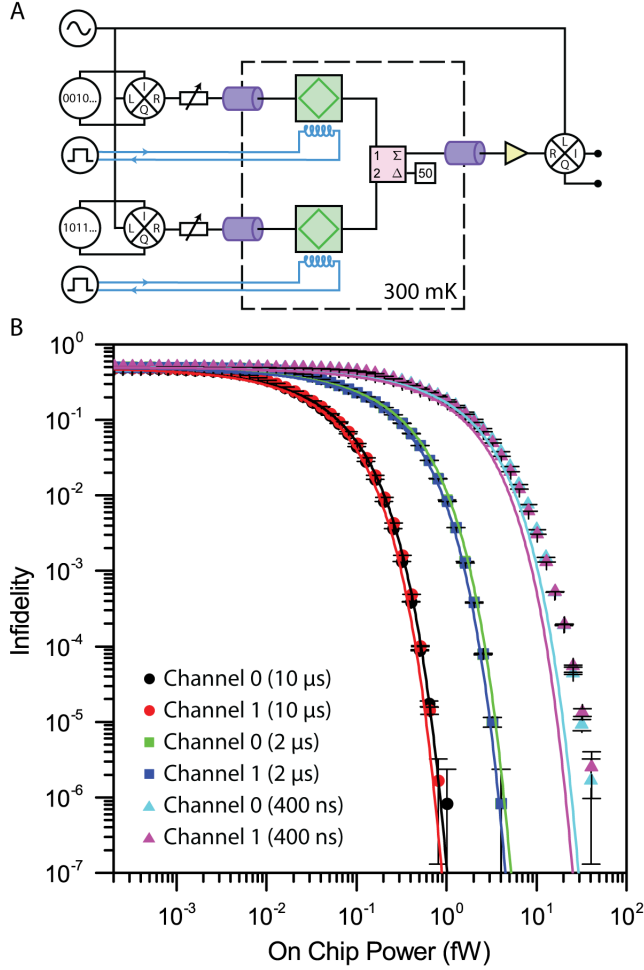 A
0010...
L I R Q
1 Σ
2 Δ
50
L
R I
Q
1011...
L I R Q
300 mK
B
10^0
10^-1
10^-2
10^-3
10^-4
10^-5
10^-6
10^-7
Infidelity
Channel 0 (10 μs)
Channel 1 (10 μs)
Channel 0 (2 μs)
Channel 1 (2 μs)
Channel 0 (400 ns)
Channel 1 (400 ns)
10^-3 10^-2 10^-1 10^0 10^1 10^2
On Chip Power (fW)